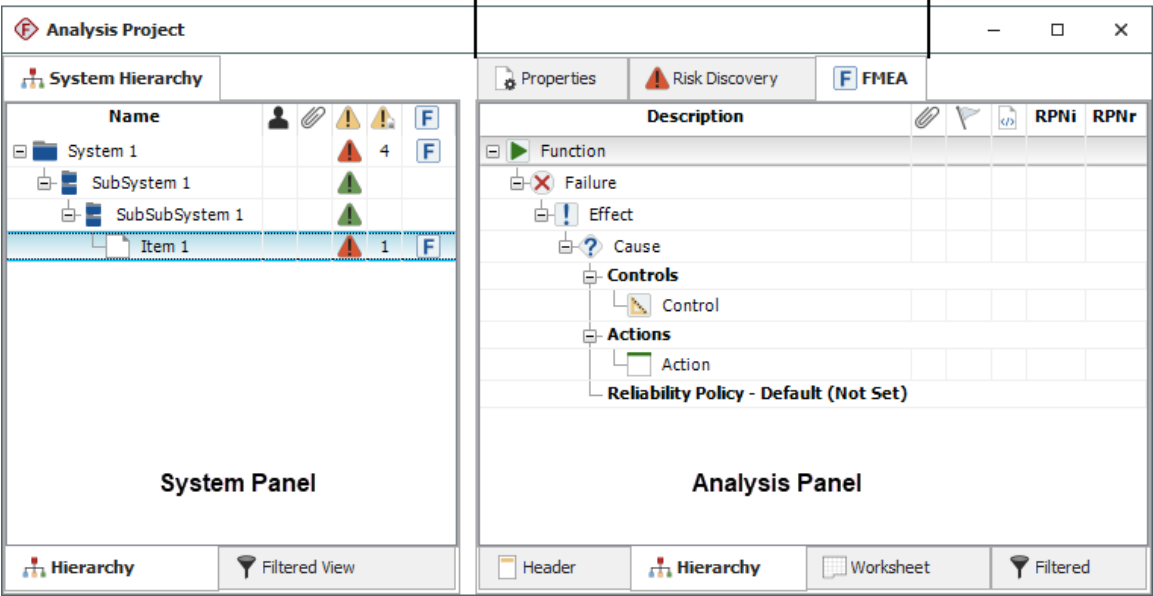 F Analysis Project
System Hierarchy
Properties Risk Discovery F FMEA
Name F
Description </> RPNi RPNr
System 1 4 F
Function
SubSystem 1
Failure
SubSubSystem 1
! Effect
Item 1 1 F
? Cause
Controls
Control
Actions
Action
Reliability Policy - Default (Not Set)
System Panel
Analysis Panel
Hierarchy Filtered View
Header Hierarchy Worksheet Filtered